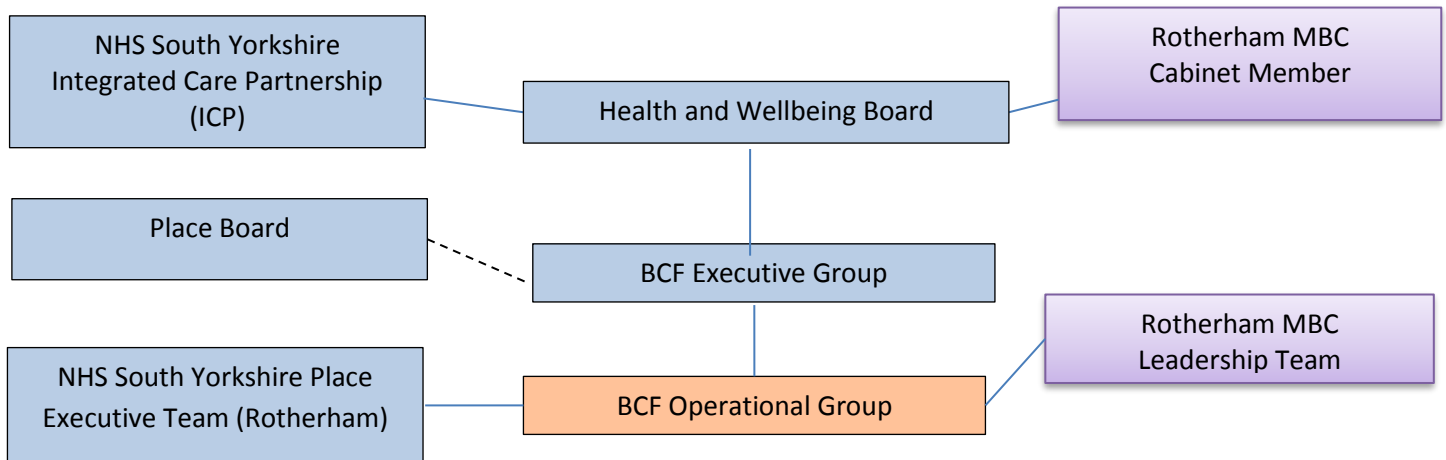 NHS South Yorkshire
Integrated Care Partnership
(ICP)
Health and Wellbeing Board
Rotherham MBC
Cabinet Member
Place Board
BCF Executive Group
NHS South Yorkshire Place
Executive Team (Rotherham)
BCF Operational Group
Rotherham MBC
Leadership Team